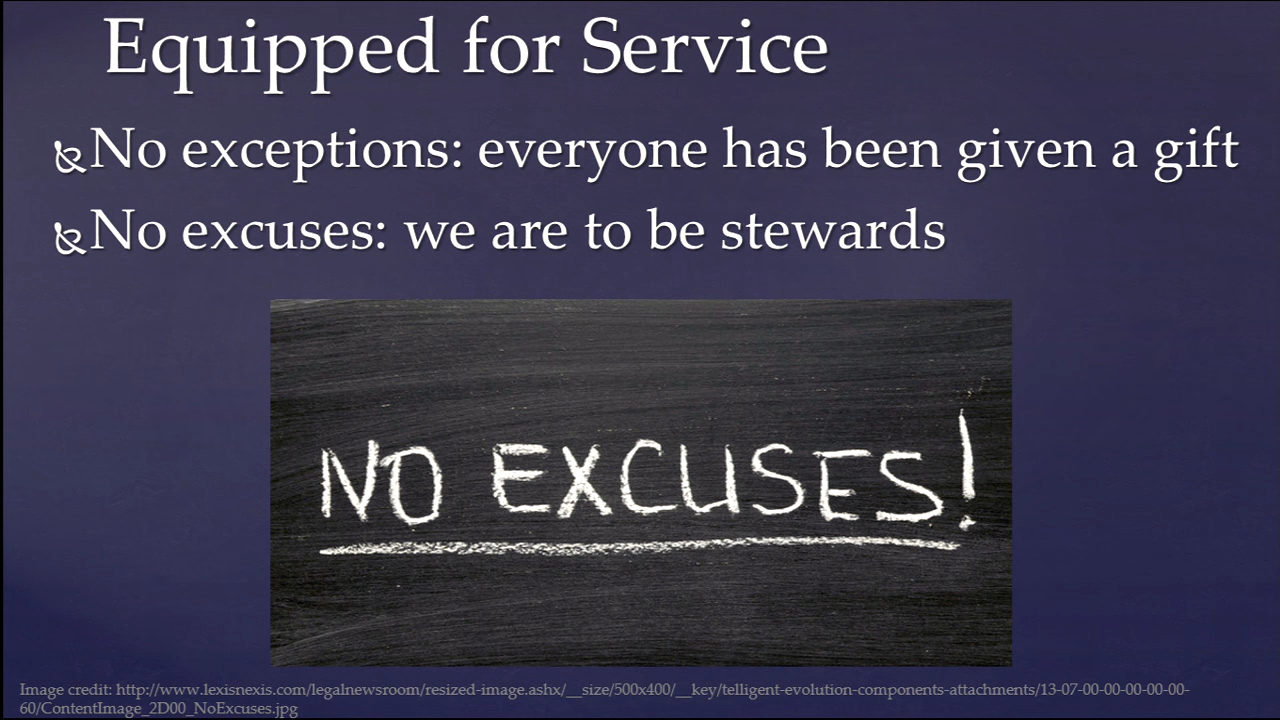 Equipped for Service
No exceptions: everyone has been given a gift
No excuses: we are to be stewards
NO EXCUSES!
Image credit: http://www.lexisnexis.com/legalnewsroom/resized-image.ashx/__size/500x400/__key/telligent-evolution-components-attachments/13-07-00-00-00-00-00-
60/ContentImage_2D00_NoExcuses.jpg